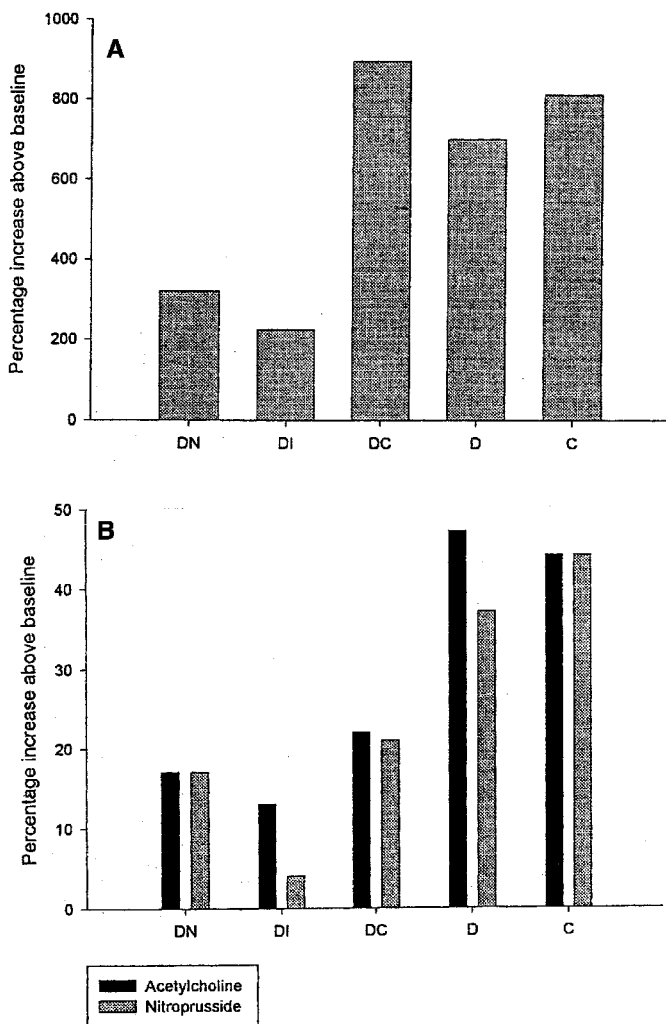 A
Percentage increase above baseline
1000
800
600
400
200
0
DN DI DC D C
B
Percentage increase above baseline
50
40
30
20
10
0
DN DI DC D C
Acetylcholine
Nitroprusside